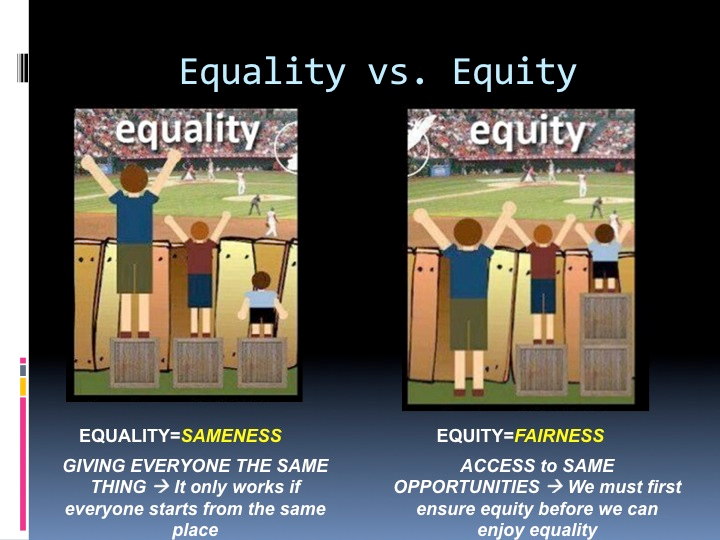 Equality vs. Equity
equality
equity
EQUALITY=SAMENESS
GIVING EVERYONE THE SAME
THING → It only works if
everyone starts from the same
place
EQUITY=FAIRNESS
ACCESS to SAME
OPPORTUNITIES → We must first
ensure equity before we can
enjoy equality